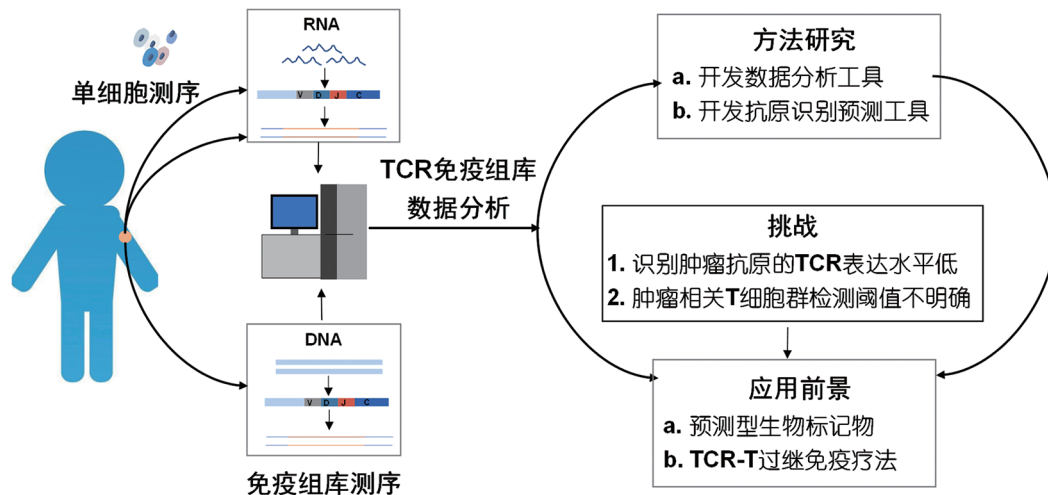 单细胞测序
RNA
V D J C
TCR免疫组库
数据分析
DNA
V D J C
免疫组库测序
方法研究
a. 开发数据分析工具
b. 开发抗原识别预测工具
挑战
1. 识别肿瘤抗原的TCR表达水平低
2. 肿瘤相关T细胞群检测阈值不明确
应用前景
a. 预测型生物标记物
b. TCR-T过继免疫疗法